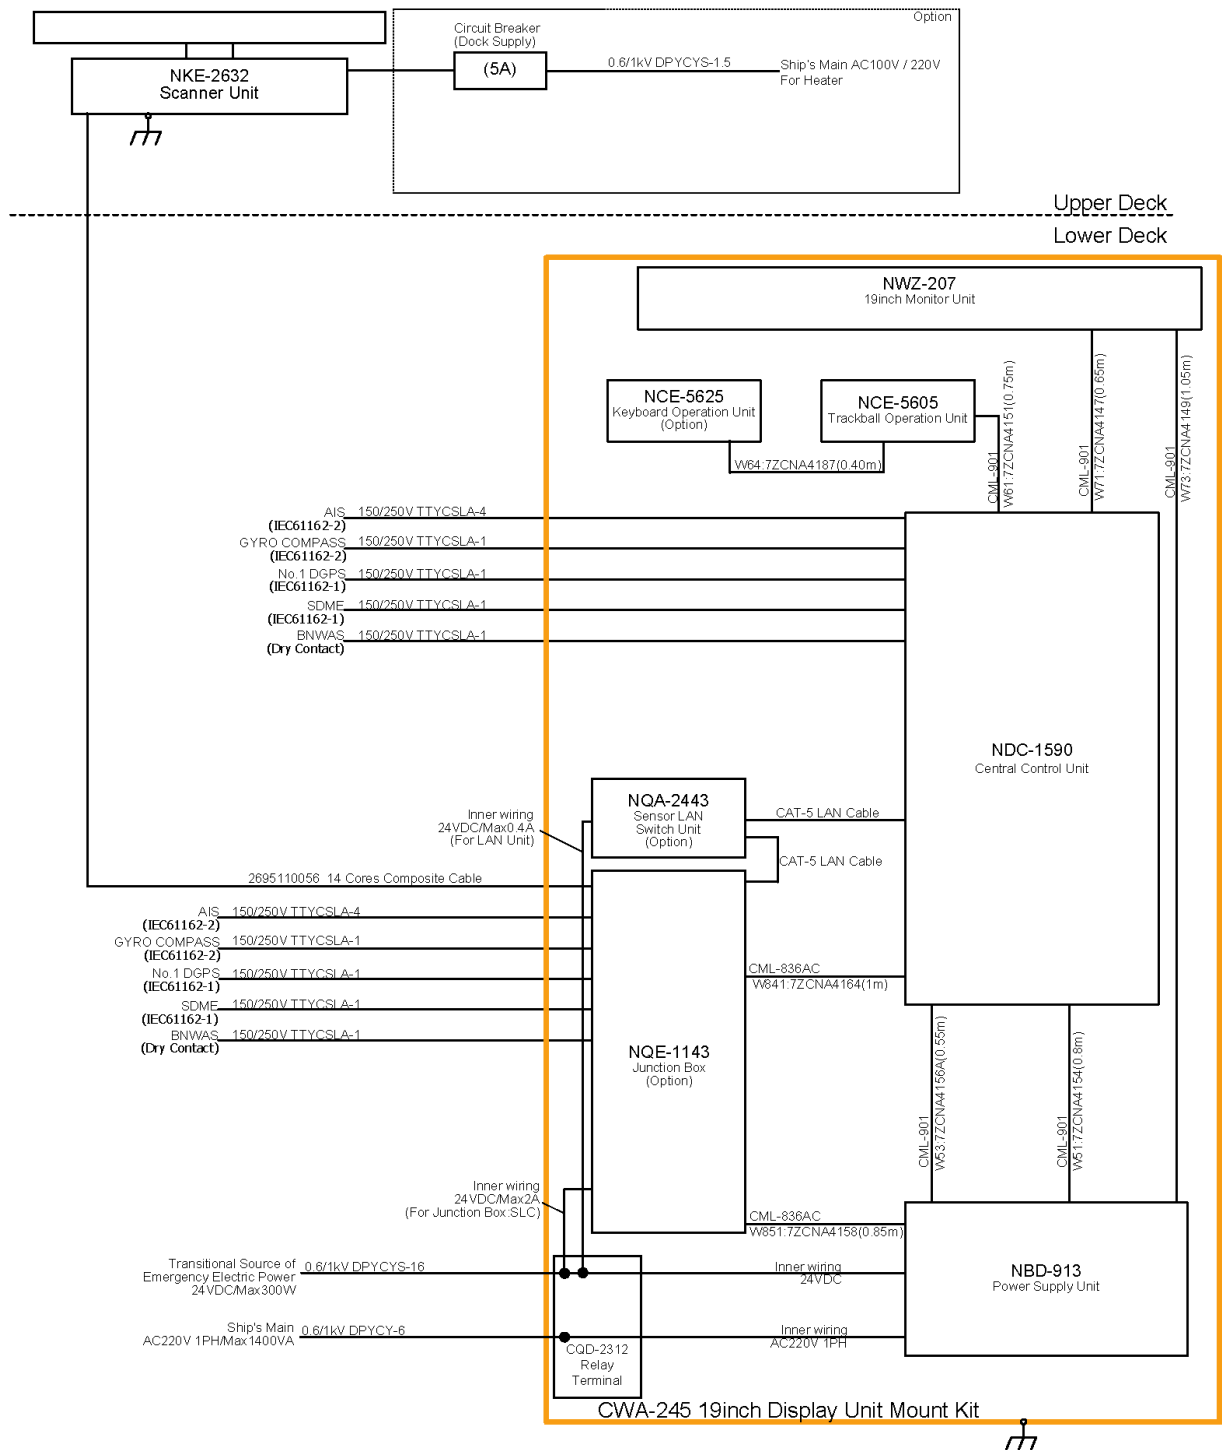 Option
Circuit Breaker
(Dock Supply)
(5A)
0.6/1kV DPYCYS-1.5
Ship's Main AC100V / 220V
For Heater
NKE-2632
Scanner Unit
Upper Deck
Lower Deck
NWZ-207
19inch Monitor Unit
NCE-5625
Keyboard Operation Unit
(Option)
NCE-5605
Trackball Operation Unit
W64:7ZCNA4187(0.40m)
CML-901
W61:7ZCNA4151(0.75m)
CML-901
W71:7ZCNA4147(0.65m)
CML-901
W73:7ZCNA4149(1.05m)
AIS 150/250V TTYCSLA-4
(IEC61162-2)
GYRO COMPASS 150/250V TTYCSLA-1
(IEC61162-2)
No.1 DGPS 150/250V TTYCSLA-1
(IEC61162-1)
SDME 150/250V TTYCSLA-1
(IEC61162-1)
BNWAS 150/250V TTYCSLA-1
(Dry Contact)
NDC-1590
Central Control Unit
NQA-2443
Sensor LAN
Switch Unit
(Option)
CAT-5 LAN Cable
CAT-5 LAN Cable
Inner wiring
24VDC/Max0.4A
(For LAN Unit)
2695110056 14 Cores Composite Cable
AIS 150/250V TTYCSLA-4
(IEC61162-2)
GYRO COMPASS 150/250V TTYCSLA-1
(IEC61162-2)
No.1 DGPS 150/250V TTYCSLA-1
(IEC61162-1)
SDME 150/250V TTYCSLA-1
(IEC61162-1)
BNWAS 150/250V TTYCSLA-1
(Dry Contact)
CML-836AC
W841:7ZCNA4164(1m)
NQE-1143
Junction Box
(Option)
CML-901
W53:7ZCNA4156A(0.55m)
CML-901
W51:7ZCNA4154(0.8m)
Inner wiring
24VDC/Max2A
(For Junction Box:SLC)
CML-836AC
W851:7ZCNA4158(0.85m)
Transitional Source of
Emergency Electric Power
24VDC/Max300W
0.6/1kV DPYCYS-16
Inner wiring
24VDC
NBD-913
Power Supply Unit
Ship's Main
AC220V 1PH/Max1400VA
0.6/1kV DPYCY-6
Inner wiring
AC220V 1PH
CQD-2312
Relay
Terminal
CWA-245 19inch Display Unit Mount Kit